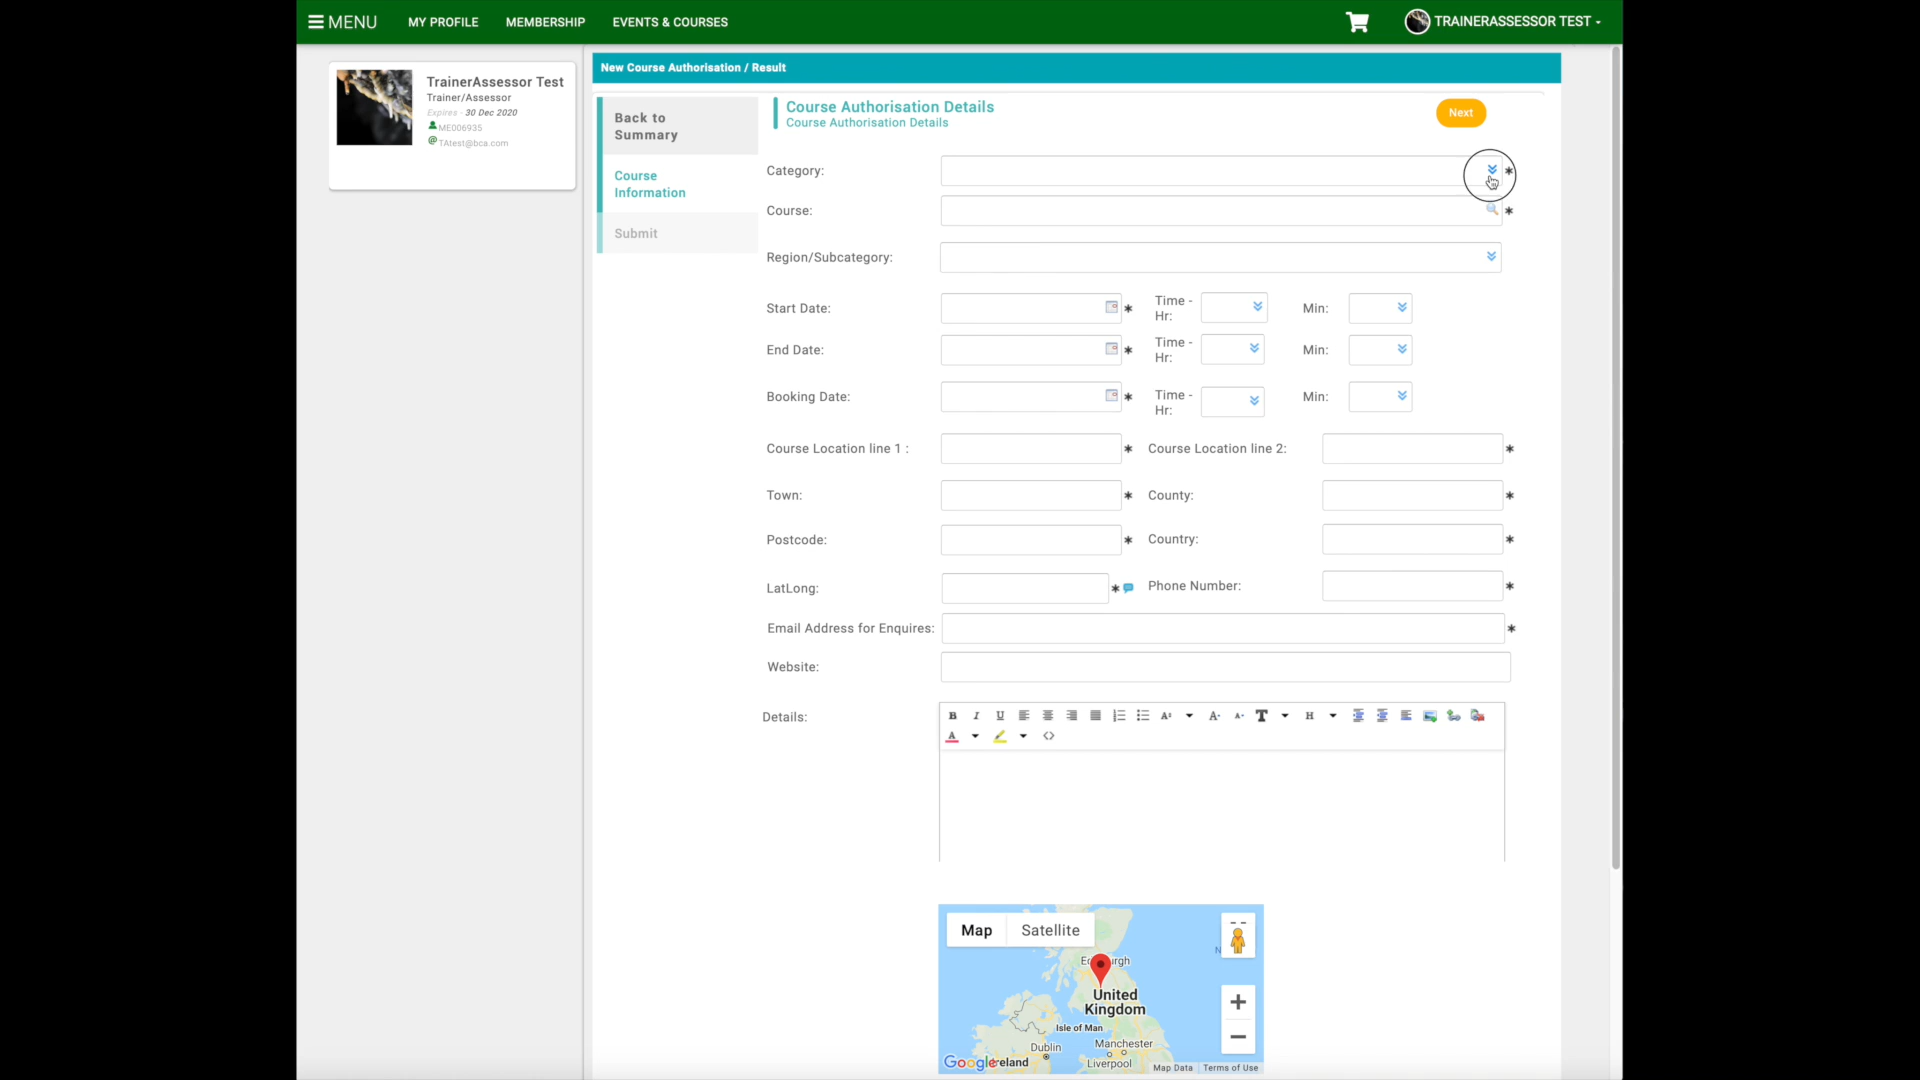 MENU MY PROFILE MEMBERSHIP EVENTS & COURSES TRAINERASSESSOR TEST
TrainerAssessor Test
Trainer/Assessor
Expires - 30 Dec 2020
ME006935
TAtest@bca.com
New Course Authorisation / Result
Back to
Summary
Course
Information
Submit
Course Authorisation Details
Course Authorisation Details
Next
Category: *
Course: *
Region/Subcategory:
Start Date: * Time -
Hr: Min:
End Date: * Time -
Hr: Min:
Booking Date: * Time -
Hr: Min:
Course Location line 1 : * Course Location line 2: *
Town: * County: *
Postcode: * Country: *
LatLong: * Phone Number: *
Email Address for Enquires: *
Website:
Details:
B I U A A A T H
A <>
Map Satellite
United
Kingdom
Isle of Man
Dublin
Manchester
Liverpool
Google
Map Data Terms of Use